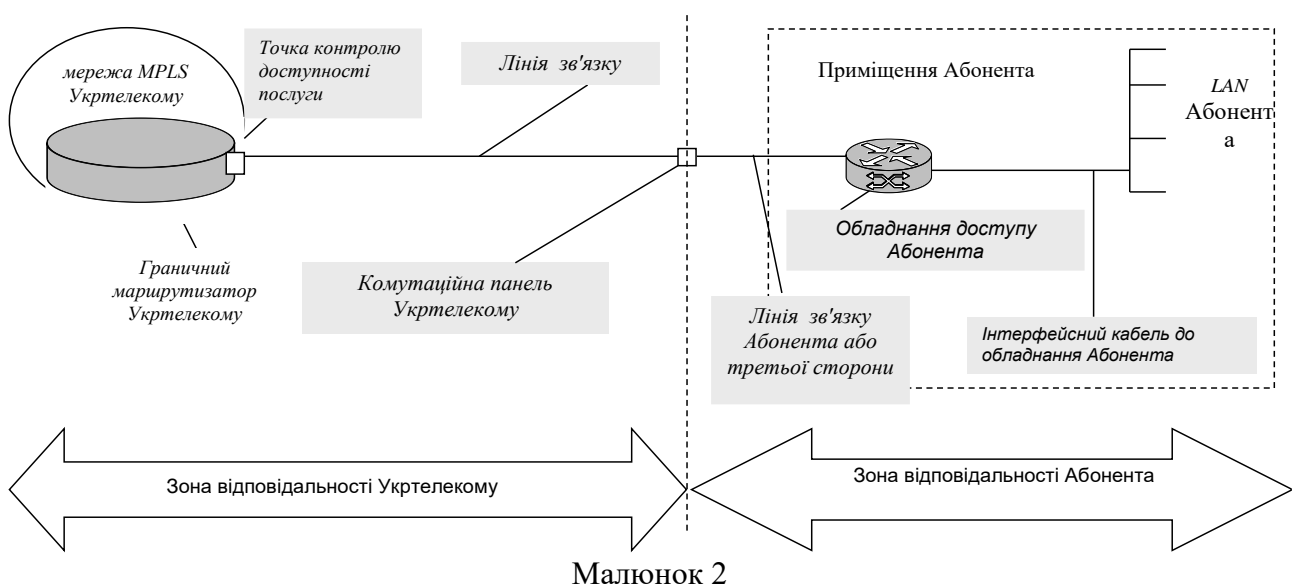 мережа MPLS
Укртелекому
Точка контролю
доступності
послуги
Лінія зв'язку
Приміщення Абонента
LAN
Абонент
а
Обладнання доступу
Абонента
Граничний
маршрутизатор
Укртелекому
Комутаційна панель
Укртелекому
Лінія зв'язку
Абонента або
третьої сторони
Інтерфейсний кабель до
обладнання Абонента
Зона відповідальності Укртелекому
Зона відповідальності Абонента
Малюнок 2